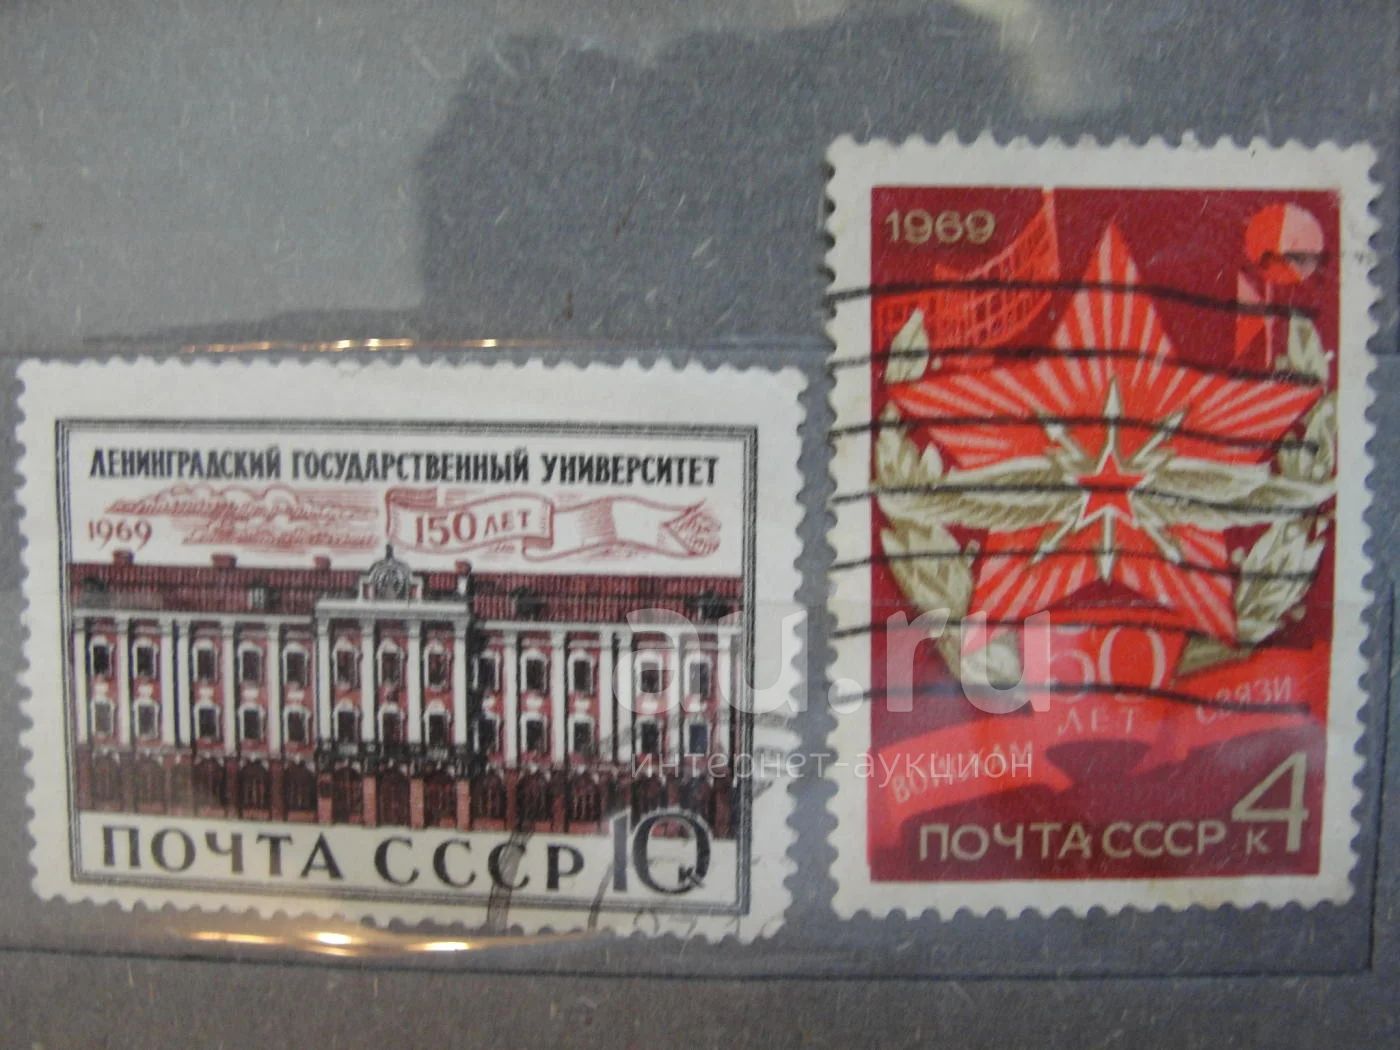 ЛЕНИНГРАДСКИЙ ГОСУДАРСТВЕННЫЙ УНИВЕРСИТЕТ
1969
150 ЛЕТ
ПОЧТА СССР 10 К
1969
50
ЛЕТ
ВОИНАМ СВЯЗИ
ПОЧТА СССР К 4
au.ru
интернет-аукцион